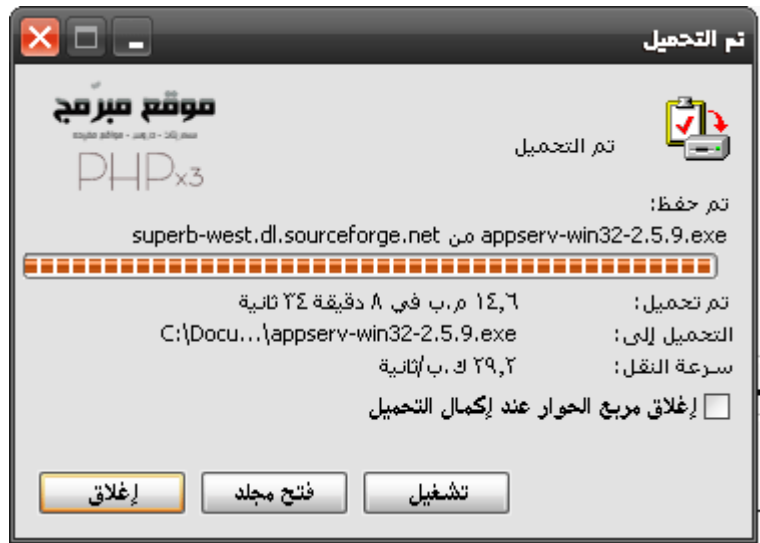 تم التحميل
موقع مبرمج
PHPx3
تم التحميل
تم حفظ:
appserv-win32-2.5.9.exe من superb-west.dl.sourceforge.net
تم تحميل: ١٤,٦ م.ب في ٨ دقيقة ٣٤ ثانية
التحميل إلى: C:\Docu...\appserv-win32-2.5.9.exe
سرعة النقل: ٢٩,٢ ك.ب/ثانية
إغلاق مربع الحوار عند إكمال التحميل
تشغيل فتح مجلد إغلاق